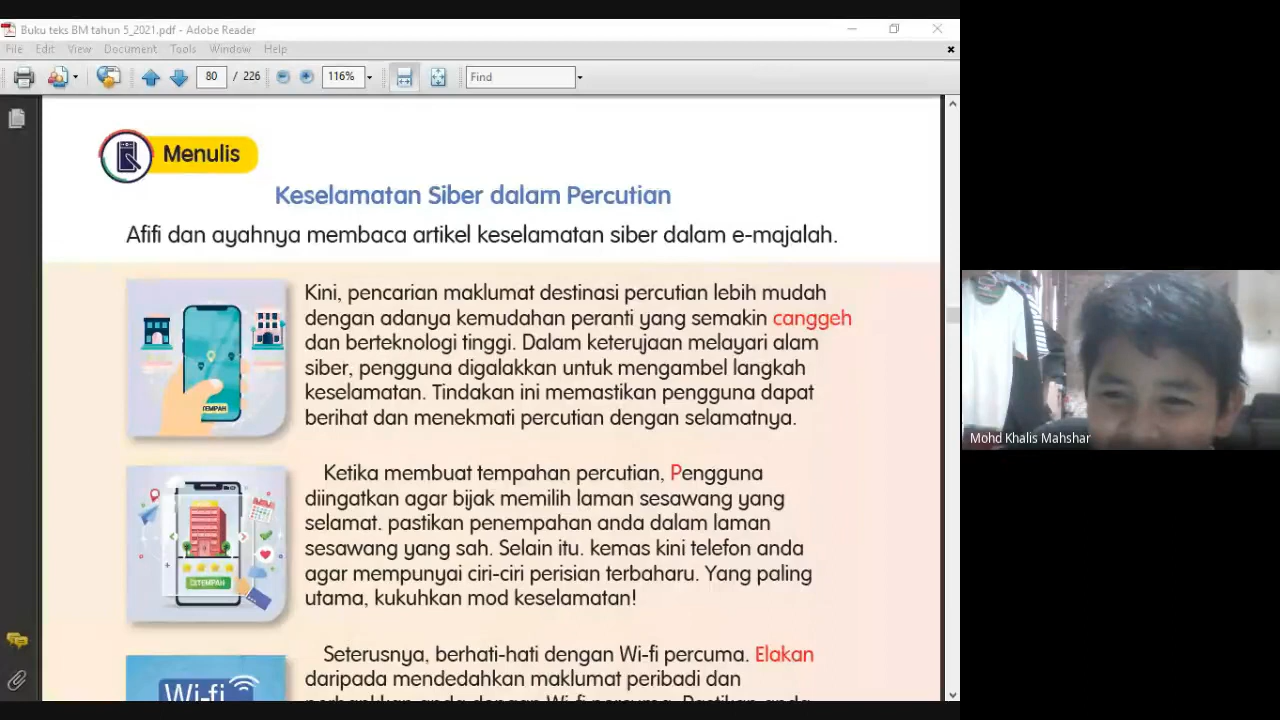 Buku teks BM tahun 5_2021.pdf - Adobe Reader
File Edit View Document Tools Window Help
80 / 226 116% Find
Menulis
Keselamatan Siber dalam Percutian
Afifi dan ayahnya membaca artikel keselamatan siber dalam e-majalah.
TEMPAH
Kini, pencarian maklumat destinasi percutian lebih mudah
dengan adanya kemudahan peranti yang semakin canggeh
dan berteknologi tinggi. Dalam keterujaan melayari alam
siber, pengguna digalakkan untuk mengambel langkah
keselamatan. Tindakan ini memastikan pengguna dapat
berihat dan menekmati percutian dengan selamatnya.
Mohd Khalis Mahshar
DITEMPAH
Ketika membuat tempahan percutian, Pengguna
diingatkan agar bijak memilih laman sesawang yang
selamat. pastikan penempahan anda dalam laman
sesawang yang sah. Selain itu. kemas kini telefon anda
agar mempunyai ciri-ciri perisian terbaharu. Yang paling
utama, kukuhkan mod keselamatan!
Wi-fi
Seterusnya, berhati-hati dengan Wi-fi percuma. Elakan
daripada mendedahkan maklumat peribadi dan